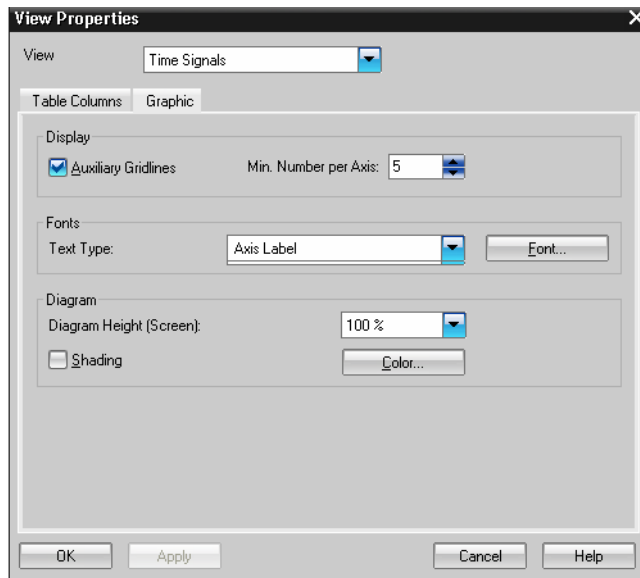 View Properties
View Time Signals
Table Columns Graphic
Display
Auxiliary Gridlines Min. Number per Axis: 5
Fonts
Text Type: Axis Label Font...
Diagram
Diagram Height (Screen): 100 %
Shading Color...
OK Apply Cancel Help